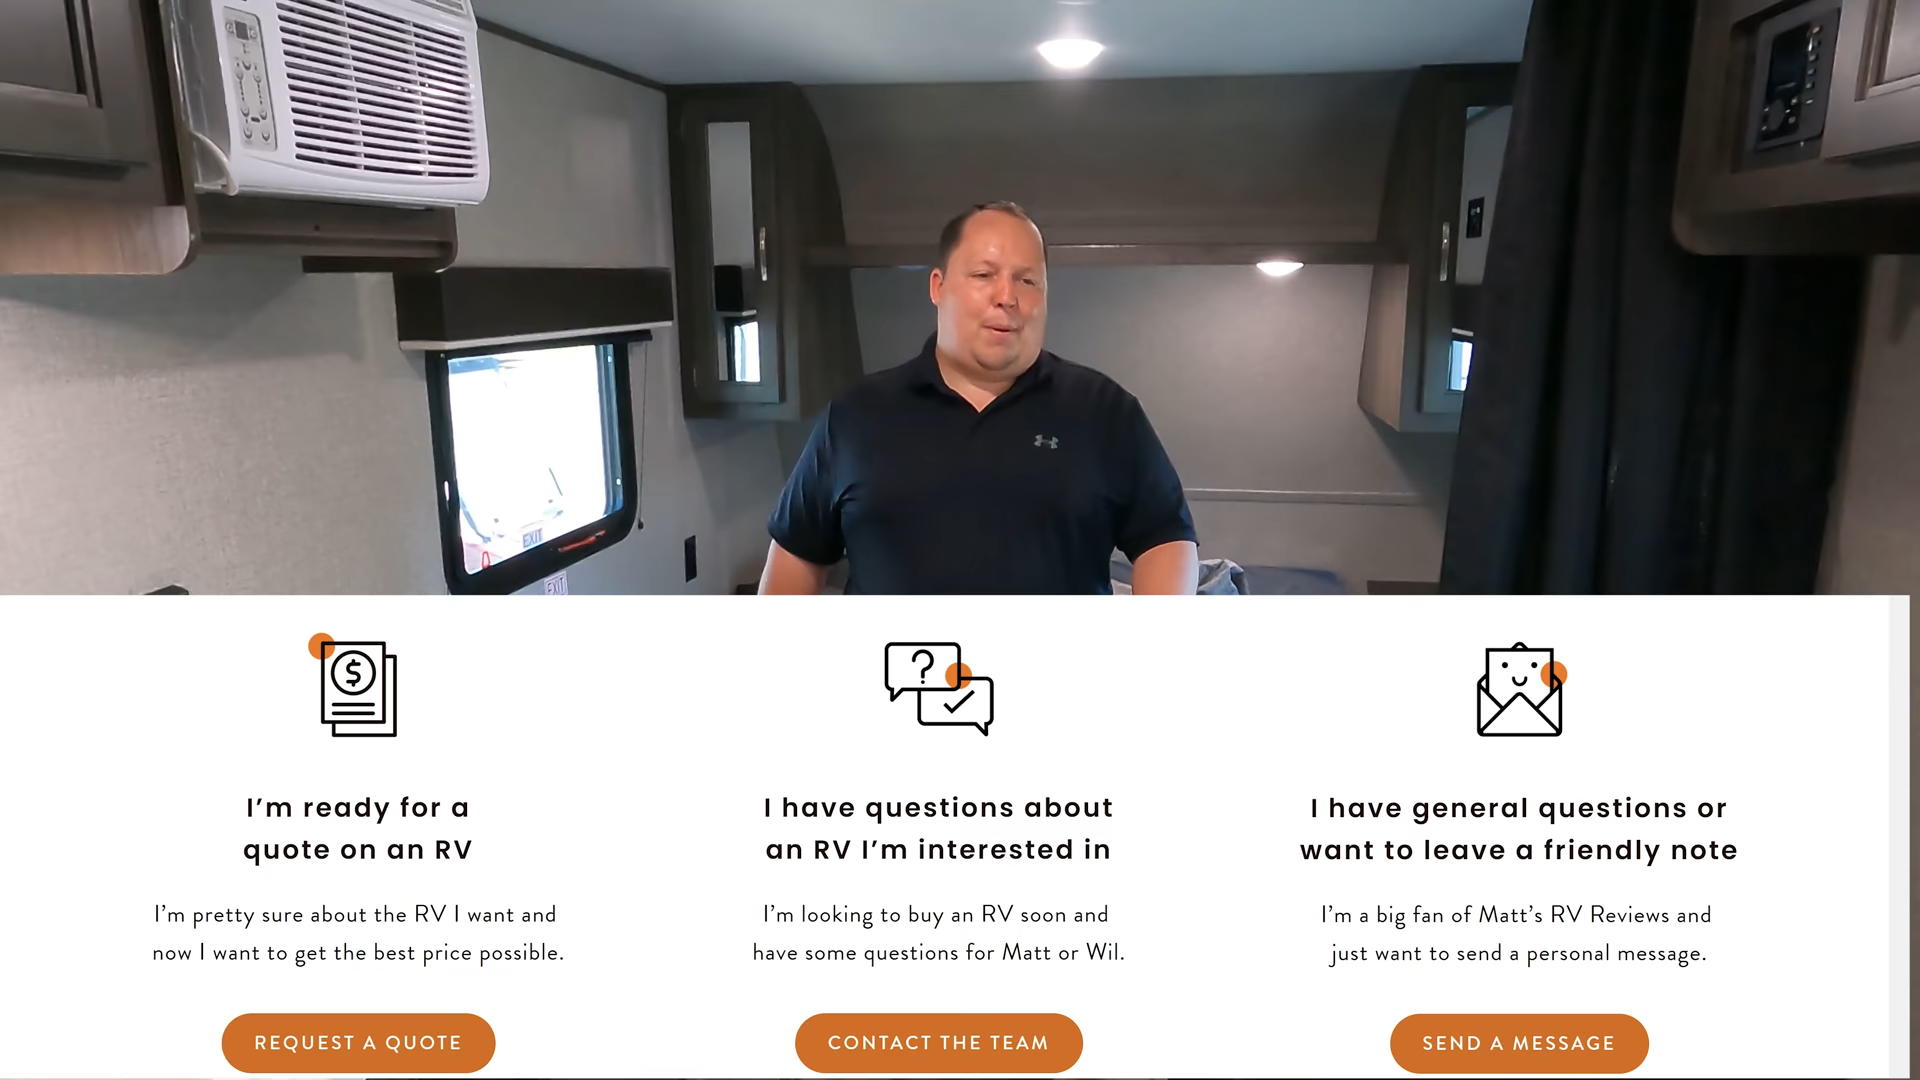 EXIT
EXIT
$
?
I'm ready for a
quote on an RV
I'm pretty sure about the RV I want and
now I want to get the best price possible.
REQUEST A QUOTE
I have questions about
an RV I'm interested in
I'm looking to buy an RV soon and
have some questions for Matt or Wil.
CONTACT THE TEAM
I have general questions or
want to leave a friendly note
I'm a big fan of Matt's RV Reviews and
just want to send a personal message.
SEND A MESSAGE